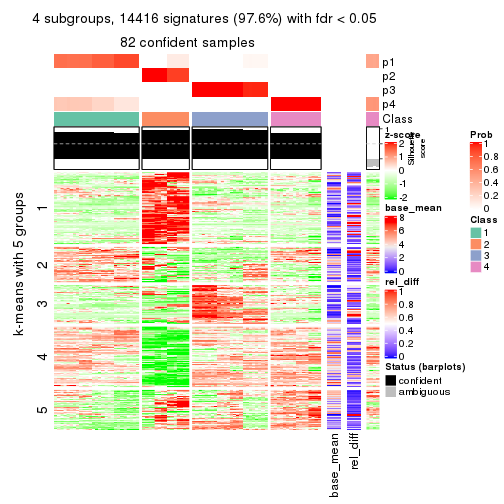 4 subgroups, 14416 signatures (97.6%) with fdr < 0.05
82 confident samples
p1
p2
p3
p4
Class
1
Silhouette
score
k-means with 5 groups
1
2
3
4
5
base_mean
rel_diff
z-score
2
1
0
-1
-2
base_mean
8
6
4
2
0
rel_diff
1
0.8
0.6
0.4
0.2
0
Status (barplots)
confident
ambiguous
Prob
1
0.8
0.6
0.4
0.2
0
Class
1
2
3
4